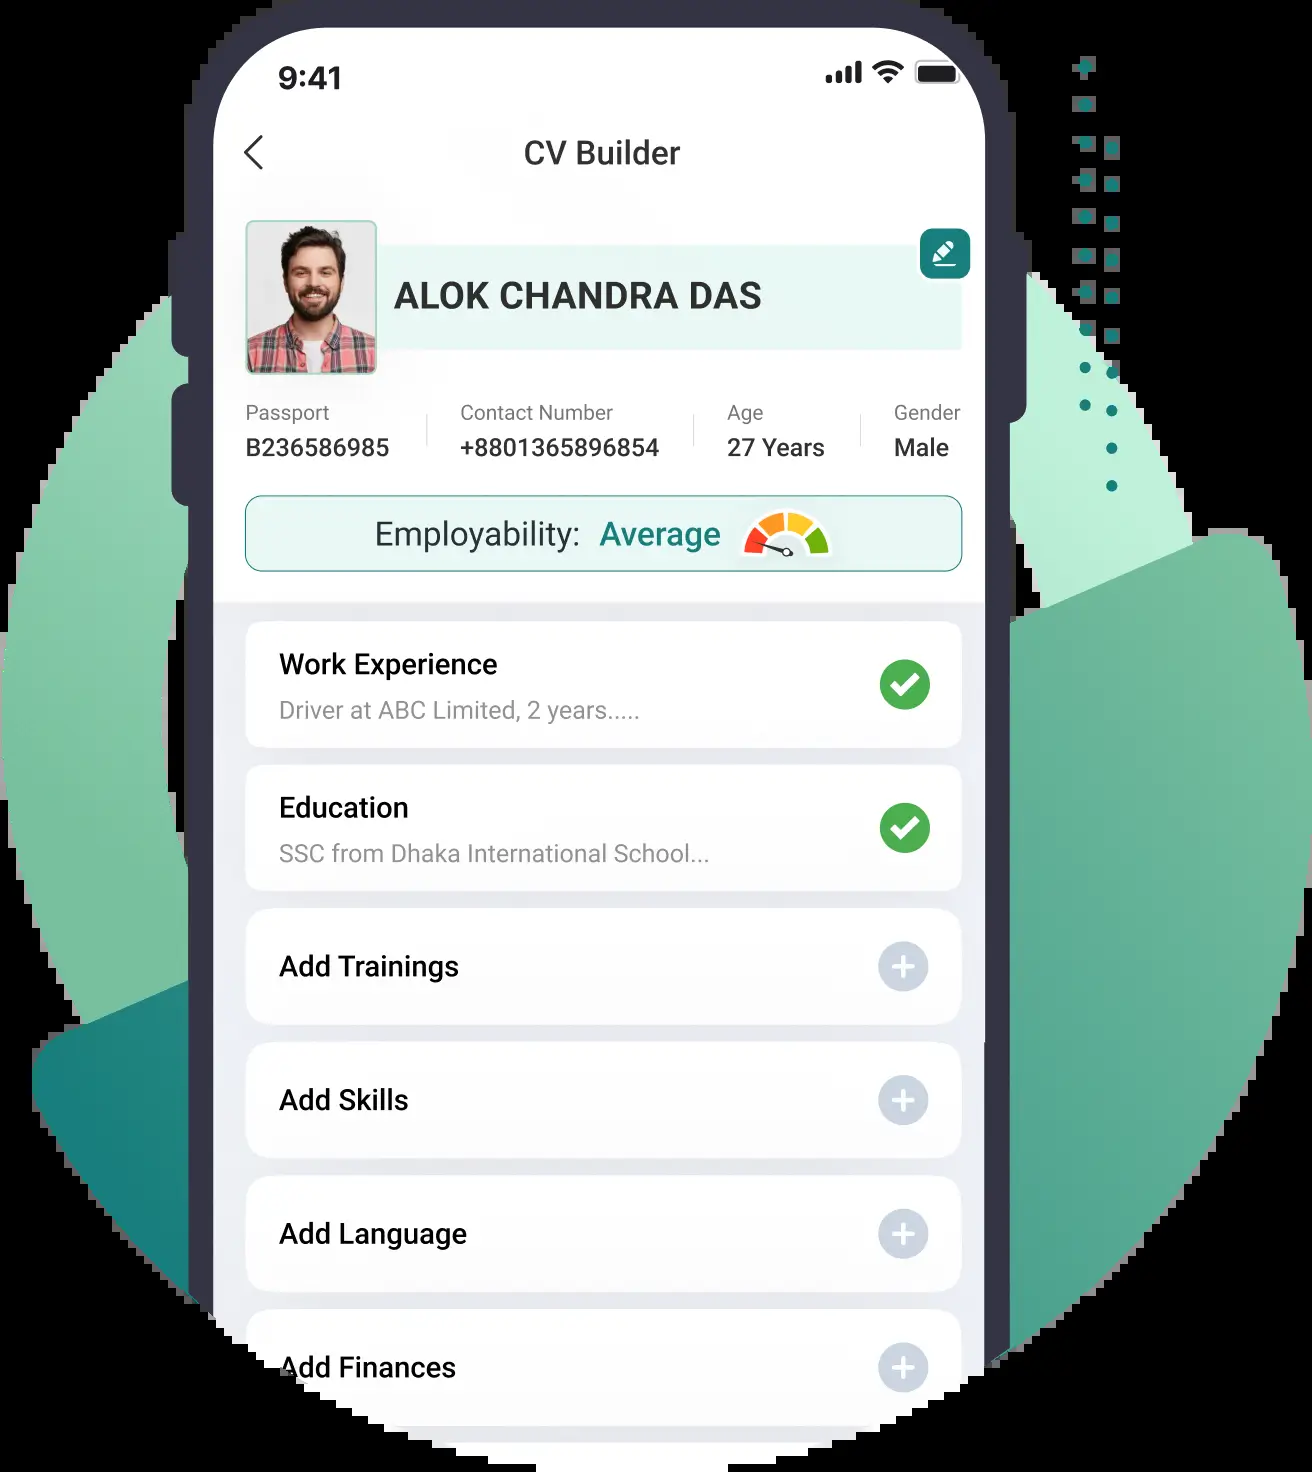 9:41
CV Builder
ALOK CHANDRA DAS
Passport Contact Number Age Gender
B236586985 +8801365896854 27 Years Male
Employability: Average
Work Experience
Driver at ABC Limited, 2 years.....
Education
SSC from Dhaka International School...
Add Trainings
Add Skills
Add Language
Add Finances